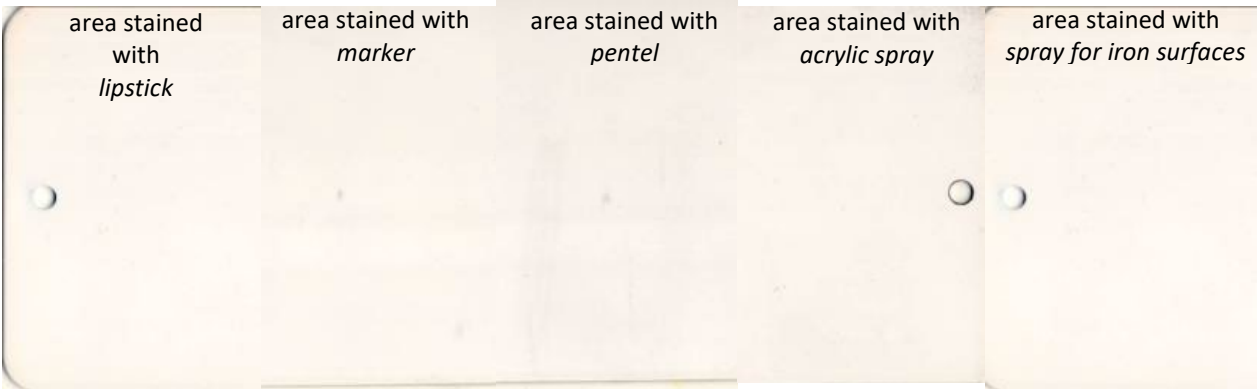 area stained
with
lipstick
area stained with
marker
area stained with
pentel
area stained with
acrylic spray
area stained with
spray for iron surfaces